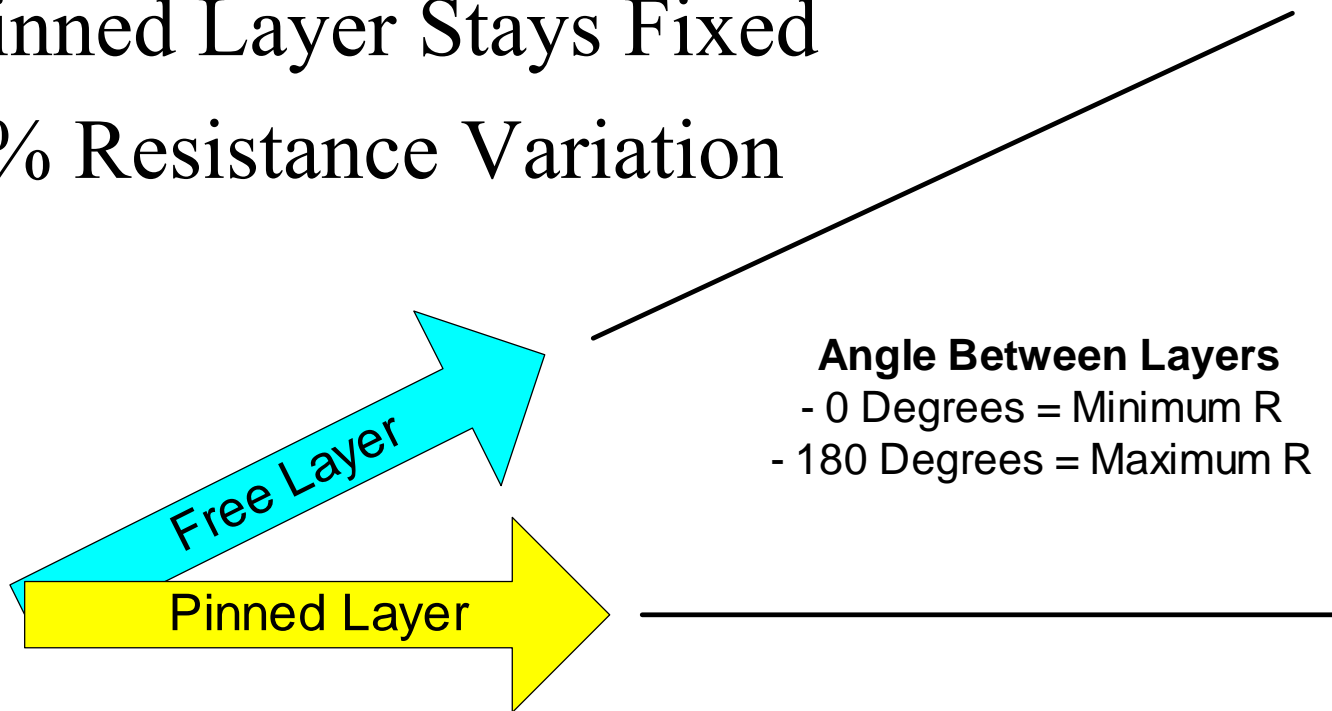 inned Layer Stays Fixed
% Resistance Variation
Angle Between Layers
- 0 Degrees = Minimum R
- 180 Degrees = Maximum R
Free Layer
Pinned Layer